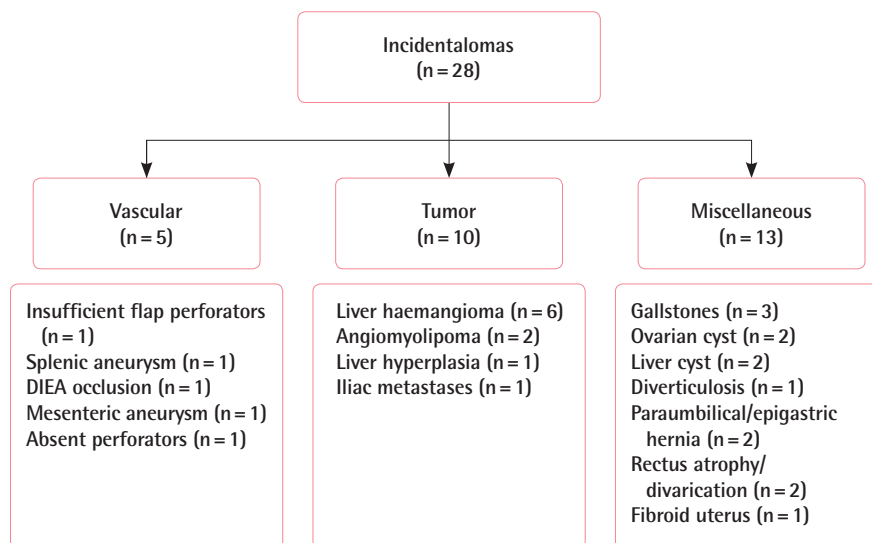 Incidentalomas
(n = 28)
Vascular
(n = 5)
Tumor
(n = 10)
Miscellaneous
(n = 13)
Insufficient flap perforators
(n = 1)
Splenic aneurysm (n = 1)
DIEA occlusion (n = 1)
Mesenteric aneurysm (n = 1)
Absent perforators (n = 1)
Liver haemangioma (n = 6)
Angiomyolipoma (n = 2)
Liver hyperplasia (n = 1)
Iliac metastases (n = 1)
Gallstones (n = 3)
Ovarian cyst (n = 2)
Liver cyst (n = 2)
Diverticulosis (n = 1)
Paraumbilical/epigastric
hernia (n = 2)
Rectus atrophy/
divarication (n = 2)
Fibroid uterus (n = 1)